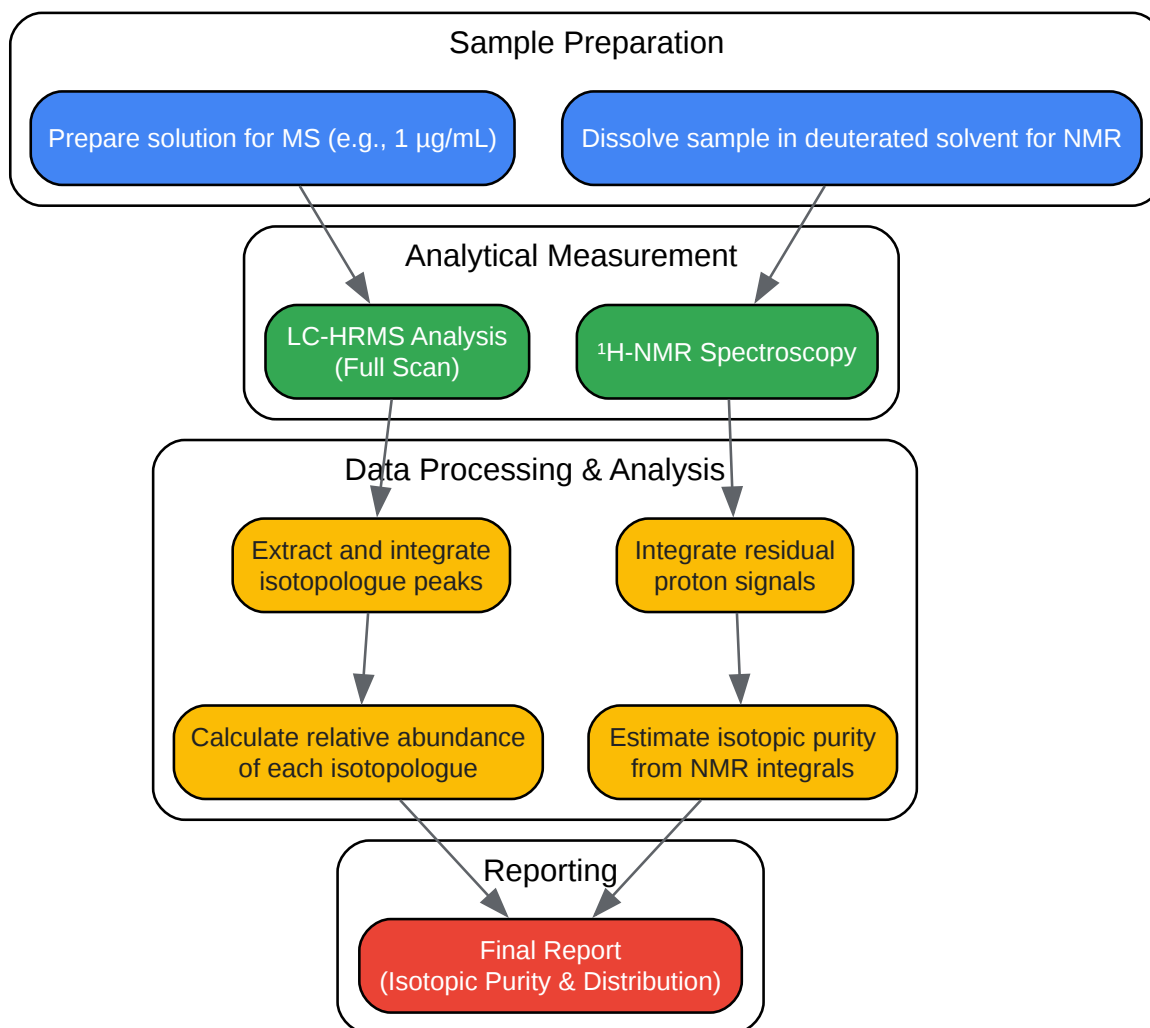 Sample Preparation
Prepare solution for MS (e.g., 1 µg/mL)
Dissolve sample in deuterated solvent for NMR
Analytical Measurement
LC-HRMS Analysis
(Full Scan)
¹H-NMR Spectroscopy
Data Processing & Analysis
Extract and integrate
isotopologue peaks
Integrate residual
proton signals
Calculate relative abundance
of each isotopologue
Estimate isotopic purity
from NMR integrals
Reporting
Final Report
(Isotopic Purity & Distribution)